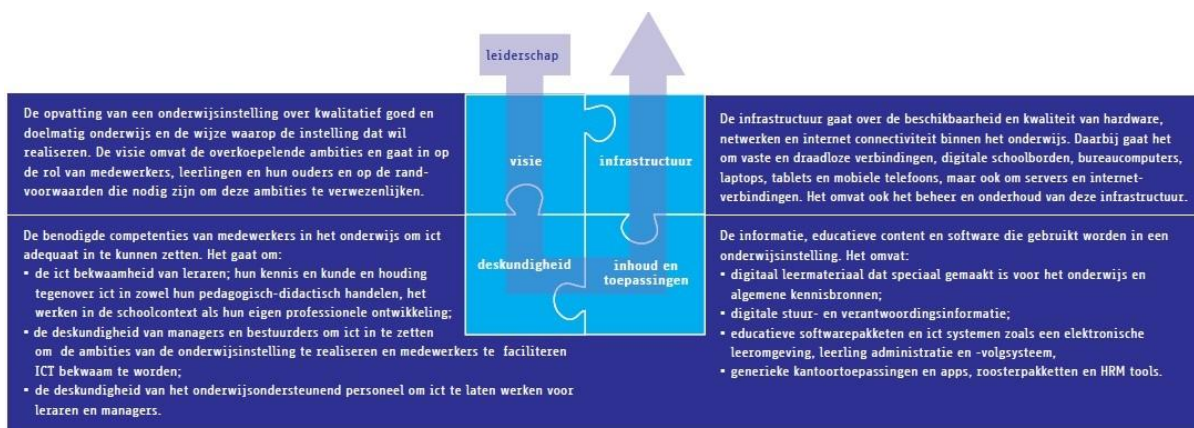 leiderschap
De opvatting van een onderwijsinstelling over kwalitatief goed en
doelmatig onderwijs en de wijze waarop de instelling dat wil
realiseren. De visie omvat de overkoepelende ambities en gaat in op
de rol van medewerkers, leerlingen en hun ouders en op de rand-
voorwaarden die nodig zijn om deze ambities te verwezenlijken.
visie
infrastructuur
De infrastructuur gaat over de beschikbaarheid en kwaliteit van hardware,
netwerken en internet connectiviteit binnen het onderwijs. Daarbij gaat het
om vaste en draadloze verbindingen, digitale schoolborden, bureaucomputers,
laptops, tablets en mobiele telefoons, maar ook om servers en internet-
verbindingen. Het omvat ook het beheer en onderhoud van deze infrastructuur.
De benodigde competenties van medewerkers in het onderwijs om ict
adequaat in te kunnen zetten. Het gaat om:
• de ict bekwaamheid van leraren; hun kennis en kunde en houding
tegenover ict in zowel hun pedagogisch-didactisch handelen, het
werken in de schoolcontext als hun eigen professionele ontwikkeling;
• de deskundigheid van managers en bestuurders om ict in te zetten
om de ambities van de onderwijsinstelling te realiseren en medewerkers te faciliteren
ICT bekwaam te worden;
• de deskundigheid van het onderwijsondersteunend personeel om ict te laten werken voor
leraren en managers.
deskundigheid
inhoud en
toepassingen
De informatie, educatieve content en software die gebruikt worden in een
onderwijsinstelling. Het omvat:
• digitaal leermateriaal dat speciaal gemaakt is voor het onderwijs en
algemene kennisbronnen;
• digitale stuur- en verantwoordingsinformatie;
• educatieve softwarepakketen en ict systemen zoals een elektronische
leeromgeving, leerling administratie en -volgsysteem,
• generieke kantoortoepassingen en apps, roosterpakketten en HRM tools.